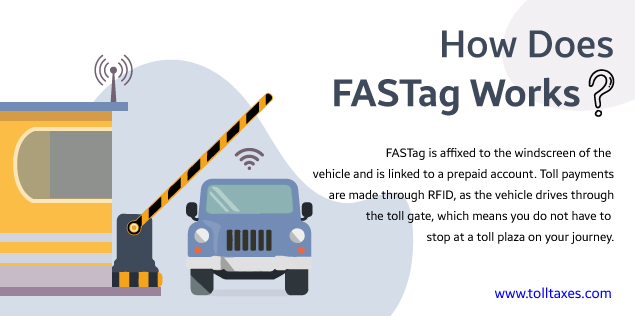 How Does
FASTag Works?
FASTag is affixed to the windscreen of the
vehicle and is linked to a prepaid account. Toll payments
are made through RFID, as the vehicle drives through
the toll gate, which means you do not have to
stop at a toll plaza on your journey.
www.tolltaxes.com